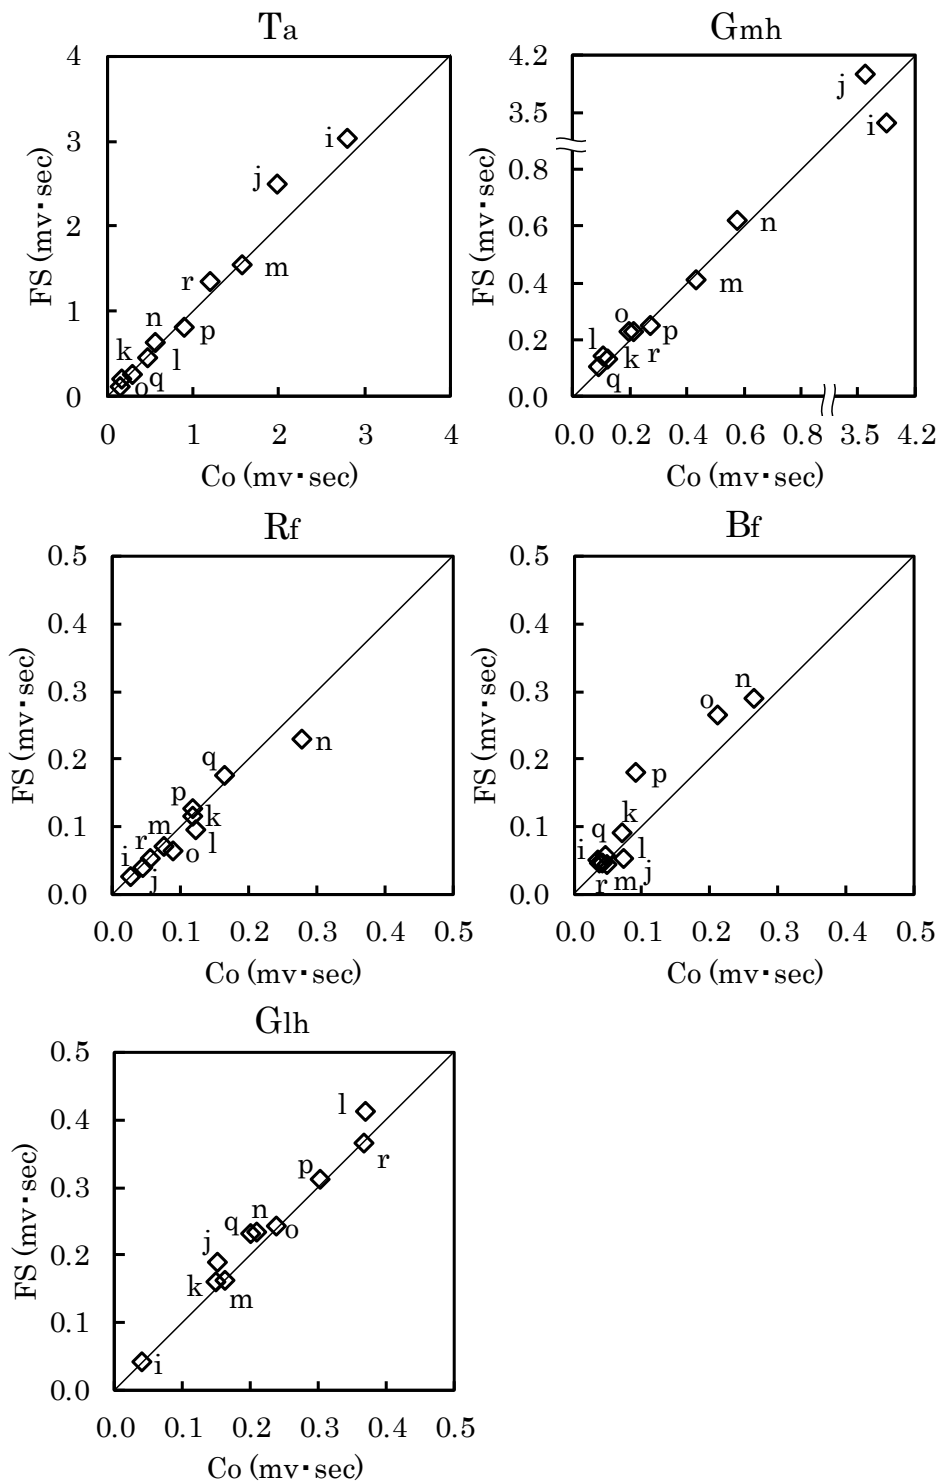 Ta
4
3
2
1
0
FS (mv·sec)
i
j
m
r
n
p
k
l
q
o
0 1 2 3 4
Co (mv·sec)
Gmh
4.2
3.5
0.8
0.6
0.4
0.2
0.0
FS (mv·sec)
j
i
n
m
o
p
l
r
k
q
0.0 0.2 0.4 0.6 0.8 3.5 4.2
Co (mv·sec)
Rf
0.5
0.4
0.3
0.2
0.1
0.0
FS (mv·sec)
n
q
p
k
m
l
r
o
i
j
0.0 0.1 0.2 0.3 0.4 0.5
Co (mv·sec)
Bf
0.5
0.4
0.3
0.2
0.1
0.0
FS (mv·sec)
n
o
p
k
q
i
l
j
m
r
0.0 0.1 0.2 0.3 0.4 0.5
Co (mv·sec)
Glh
0.5
0.4
0.3
0.2
0.1
0.0
FS (mv·sec)
l
r
p
n
q
o
j
k
m
i
0.0 0.1 0.2 0.3 0.4 0.5
Co (mv·sec)